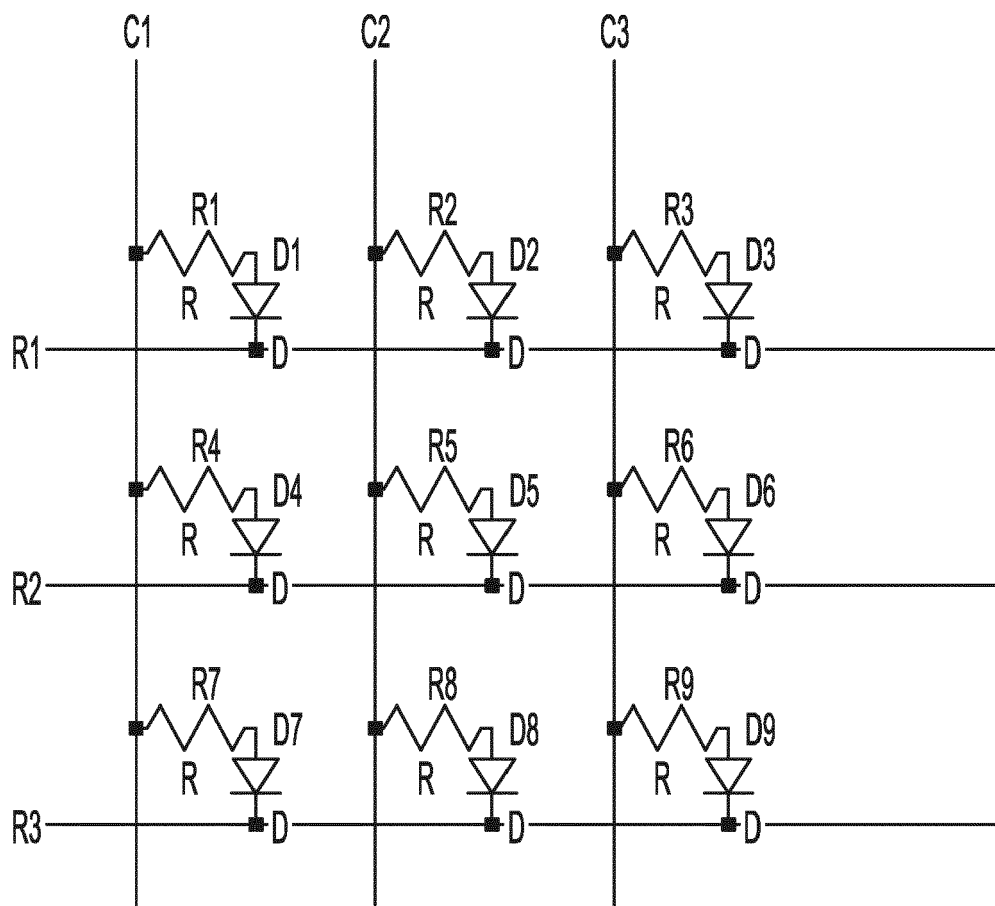 C1 C2 C3
R1 R2 R3
D1 D2 D3
R R R
R1 D D D
R4 R5 R6
D4 D5 D6
R R R
R2 D D D
R7 R8 R9
D7 D8 D9
R R R
R3 D D D